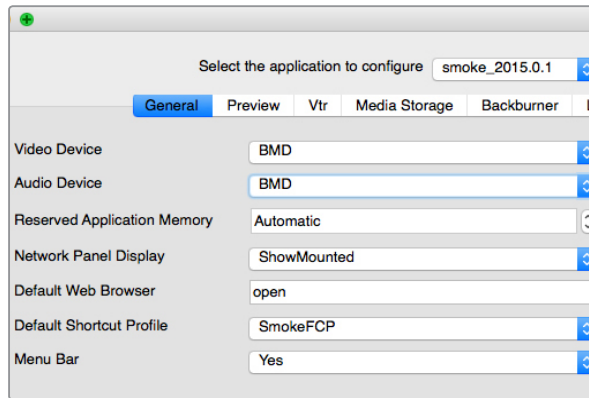 Select the application to configure smoke_2015.0.1
General Preview Vtr Media Storage Backburner
Video Device BMD
Audio Device BMD
Reserved Application Memory Automatic
Network Panel Display ShowMounted
Default Web Browser open
Default Shortcut Profile SmokeFCP
Menu Bar Yes